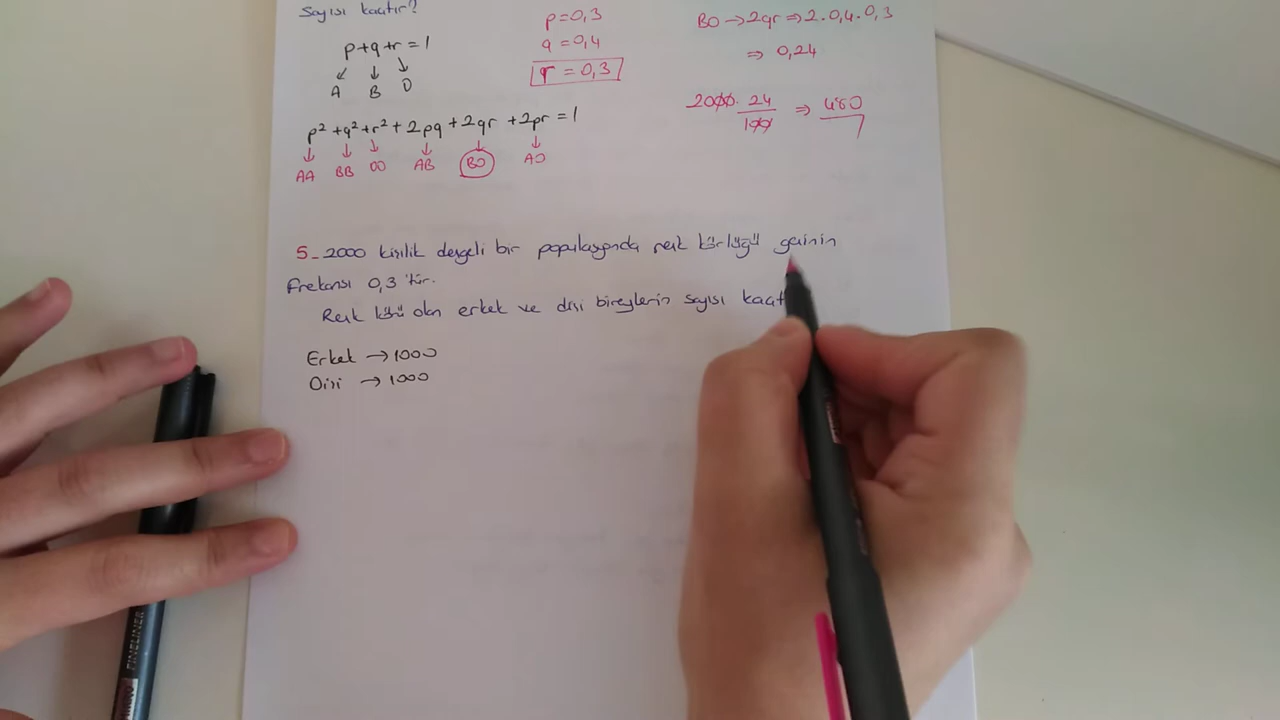 Sayısı kaçtır?
p+q+r=1
A B O
p²+q²+r²+2pq+2qr+2pr=1
AA BB OO AB BO AO
p=0,3
q=0,4
r=0,3
BO→2qr⇒2.0,4.0,3
⇒ 0,24
2000. 24/100 ⇒ 480
5_ 2000 kişilik dengeli bir populasyonda renk körlüğü geninin
frekansı 0,3'tür.
Renk körü olan erkek ve dişi bireylerin sayısı kaçt
Erkek →1000
Dişi →1000
FINELINER